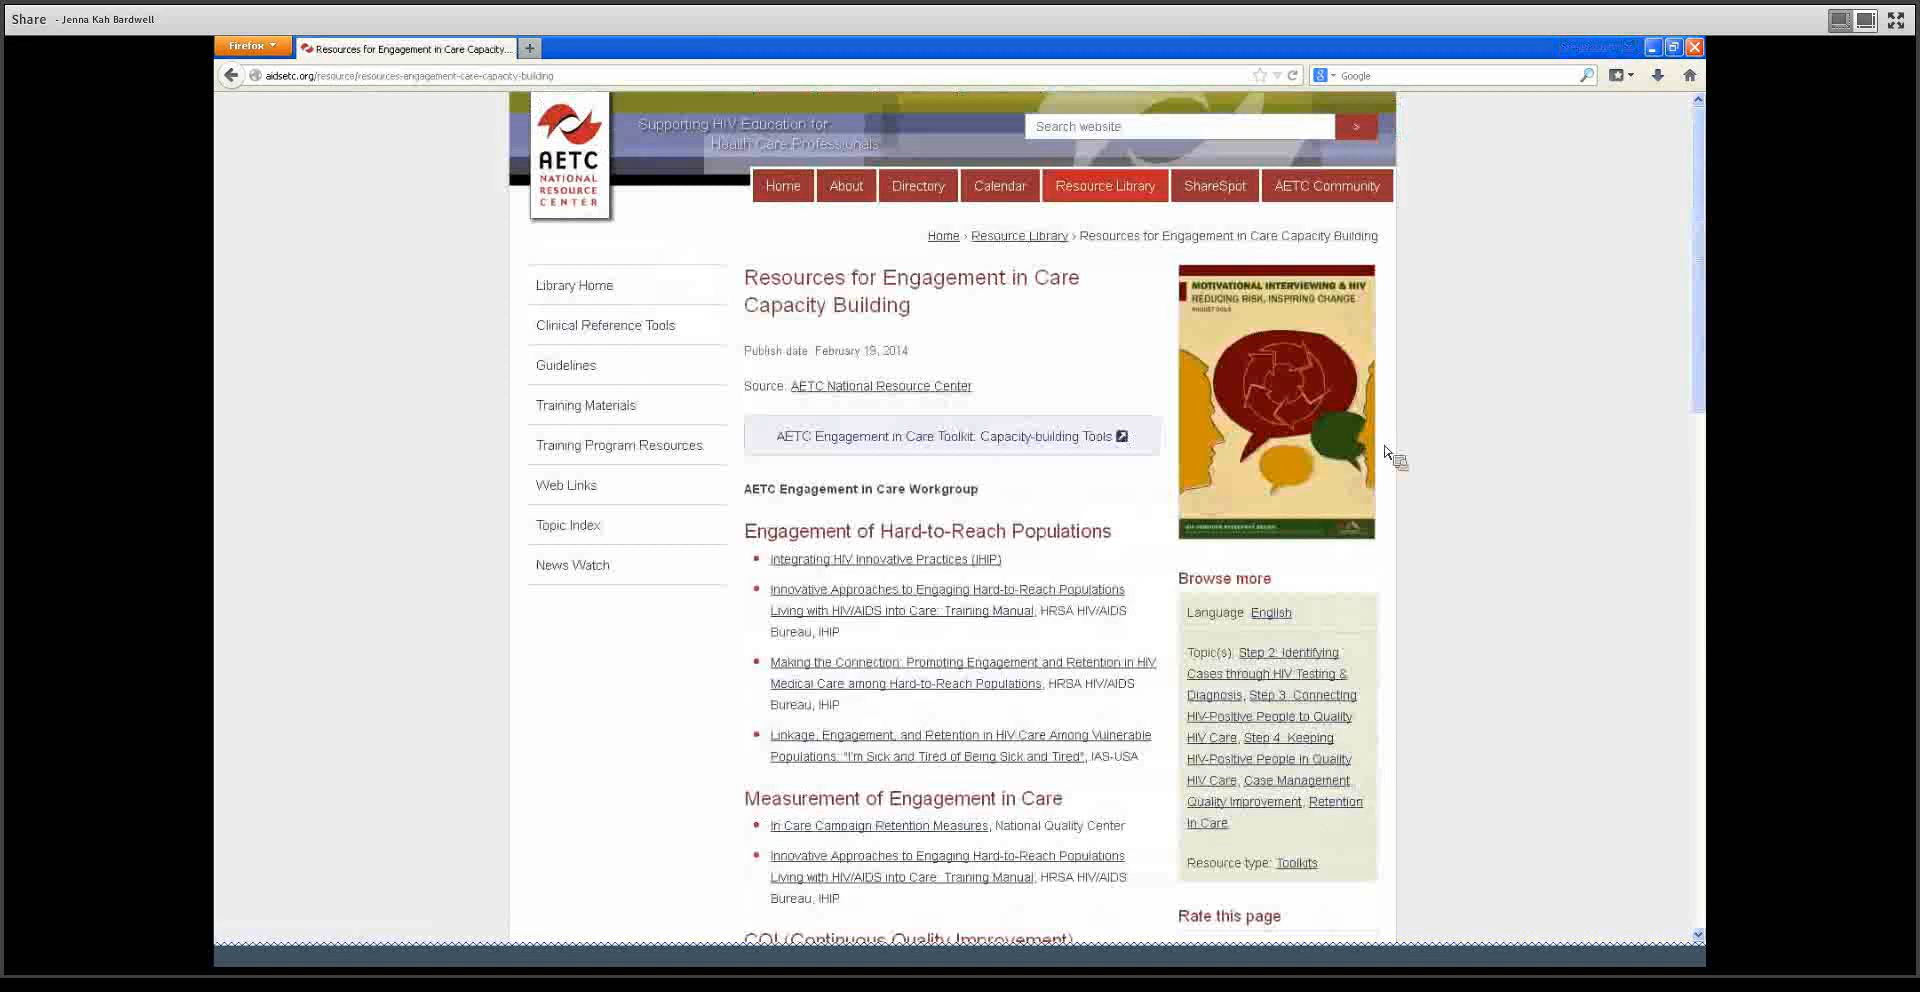 Share - Jenna Kah Bardwell
Firefox
Resources for Engagement in Care Capacity...
aidsetc.org/resource/resources-engagement-care-capacity-building
Google
Supporting HIV Education for
Health Care Professionals
Search website
>
AETC
NATIONAL
RESOURCE
CENTER
Home
About
Directory
Calendar
Resource Library
ShareSpot
AETC Community
Home › Resource Library › Resources for Engagement in Care Capacity Building
Library Home
Clinical Reference Tools
Guidelines
Training Materials
Training Program Resources
Web Links
Topic Index
News Watch
Resources for Engagement in Care
Capacity Building
Publish date: February 19, 2014
Source: AETC National Resource Center
AETC Engagement in Care Toolkit: Capacity-building Tools
AETC Engagement in Care Workgroup
Engagement of Hard-to-Reach Populations
Integrating HIV Innovative Practices (IHIP)
Innovative Approaches to Engaging Hard-to-Reach Populations
Living with HIV/AIDS into Care: Training Manual, HRSA HIV/AIDS
Bureau, IHIP
Making the Connection: Promoting Engagement and Retention in HIV
Medical Care among Hard-to-Reach Populations, HRSA HIV/AIDS
Bureau, IHIP
Linkage, Engagement, and Retention in HIV Care Among Vulnerable
Populations: "I'm Sick and Tired of Being Sick and Tired", IAS-USA
Measurement of Engagement in Care
In Care Campaign Retention Measures, National Quality Center
Innovative Approaches to Engaging Hard-to-Reach Populations
Living with HIV/AIDS into Care: Training Manual, HRSA HIV/AIDS
Bureau, IHIP
CQI (Continuous Quality Improvement)
MOTIVATIONAL INTERVIEWING & HIV
REDUCING RISK, INSPIRING CHANGE
Browse more
Language: English
Topic(s): Step 2: Identifying
Cases through HIV Testing &
Diagnosis, Step 3: Connecting
HIV-Positive People to Quality
HIV Care, Step 4: Keeping
HIV-Positive People in Quality
HIV Care, Case Management,
Quality Improvement, Retention
in Care
Resource type: Toolkits
Rate this page